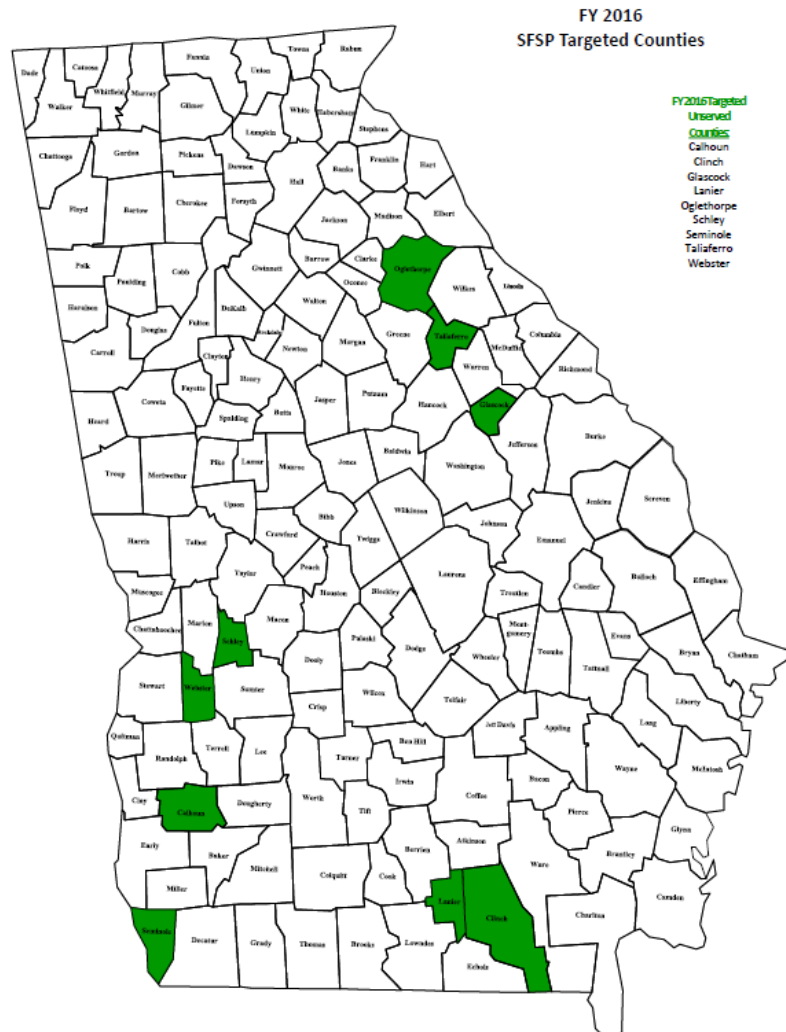 FY 2016
SFSP Targeted Counties
FY2016Targeted
Unserved
Counties:
Calhoun
Clinch
Glascock
Lanier
Oglethorpe
Schley
Seminole
Taliaferro
Webster
Dade
Catoosa
Whitfield
Murray
Fannin
Union
Towns
Rabun
Walker
Gilmer
White
Habersham
Lumpkin
Stephens
Chattooga
Gordon
Pickens
Dawson
Hall
Banks
Franklin
Hart
Floyd
Bartow
Cherokee
Forsyth
Jackson
Madison
Elbert
Polk
Paulding
Cobb
Gwinnett
Barrow
Clarke
Oconee
Oglethorpe
Wilkes
Lincoln
Haralson
Douglas
Fulton
DeKalb
Walton
Morgan
Greene
Taliaferro
McDuffie
Columbia
Carroll
Clayton
Newton
Warren
Richmond
Coweta
Fayette
Henry
Jasper
Putnam
Hancock
Glascock
Heard
Spalding
Butts
Jefferson
Burke
Troup
Meriwether
Pike
Lamar
Monroe
Jones
Baldwin
Washington
Jenkins
Screven
Upson
Bibb
Wilkinson
Johnson
Emanuel
Harris
Talbot
Crawford
Twiggs
Taylor
Peach
Houston
Bleckley
Laurens
Treutlen
Candler
Bulloch
Effingham
Muscogee
Chattahoochee
Marion
Schley
Macon
Dooly
Pulaski
Dodge
Wheeler
Mont-
gomery
Toombs
Tattnall
Evans
Bryan
Chatham
Stewart
Webster
Sumter
Crisp
Wilcox
Telfair
Liberty
Quitman
Randolph
Terrell
Lee
Turner
Ben Hill
Jeff Davis
Appling
Long
Wayne
McIntosh
Clay
Calhoun
Dougherty
Worth
Tift
Irwin
Coffee
Bacon
Pierce
Glynn
Early
Baker
Mitchell
Colquitt
Cook
Berrien
Atkinson
Ware
Brantley
Camden
Miller
Lanier
Clinch
Charlton
Seminole
Decatur
Grady
Thomas
Brooks
Lowndes
Echols